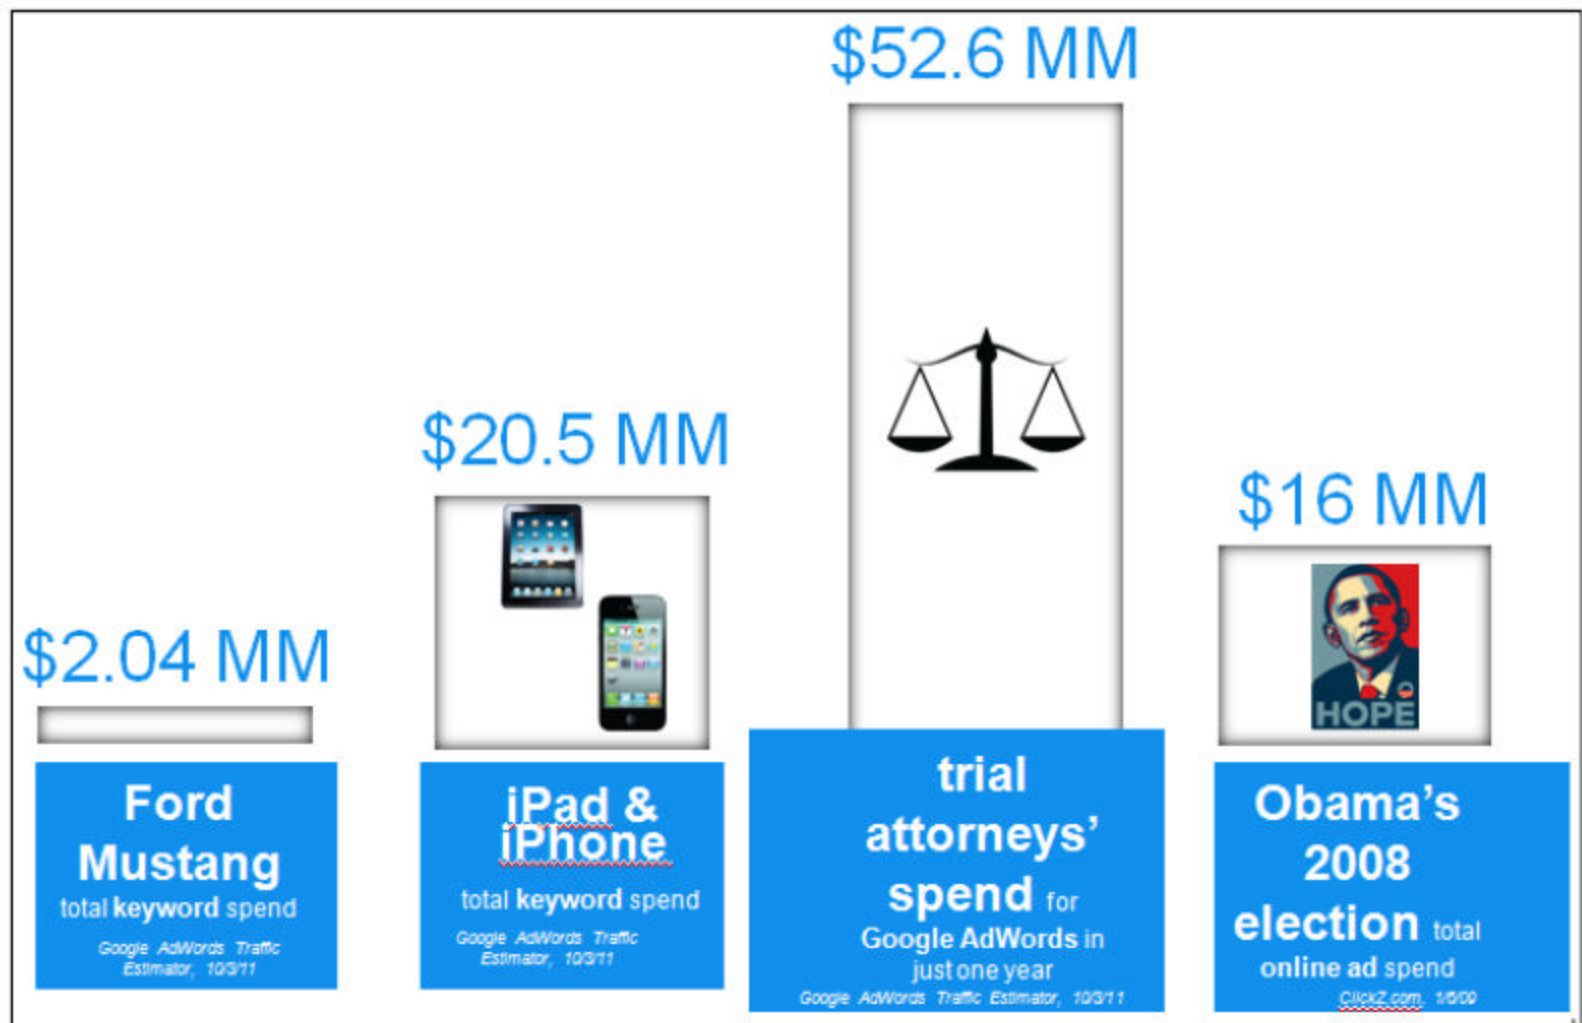 $52.6 MM
$20.5 MM
$16 MM
$2.04 MM
HOPE
Ford
Mustang
total keyword spend
Google AdWords Traffic
Estimator, 10/3/11
iPad &
iPhone
total keyword spend
Google AdWords Traffic
Estimator, 10/3/11
trial
attorneys’
spend for
Google AdWords in
just one year
Google AdWords Traffic Estimator, 10/3/11
Obama’s
2008
election total
online ad spend
ClickZ.com, 1/6/09